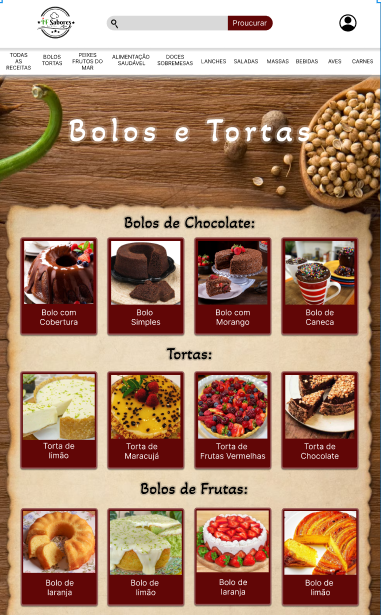 Sabores
Proucurar
TODAS AS RECEITAS
BOLOS TORTAS
PEIXES FRUTOS DO MAR
ALIMENTAÇÃO SAUDÁVEL
DOCES SOBREMESAS
LANCHES
SALADAS
MASSAS
BEBIDAS
AVES
CARNES
Bolos e Tortas
Bolos de Chocolate:
Bolo com
Cobertura
Bolo
Simples
Bolo com
Morango
Bolo de
Caneca
Tortas:
Torta de
limão
Torta de
Maracujá
Torta de
Frutas Vermelhas
Torta de
Chocolate
Bolos de Frutas:
Bolo de
laranja
Bolo de
limão
Bolo de
laranja
Bolo de
limão